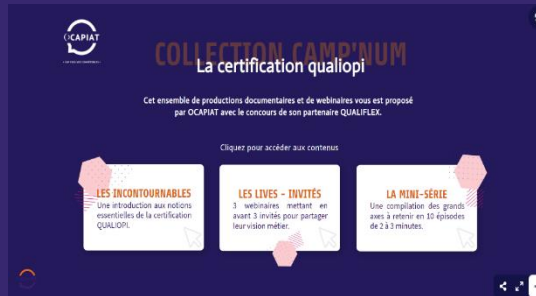 OCAPIAT
COLLECTION CAMP'NUM
La certification qualiopi
Cet ensemble de productions documentaires et de webinaires vous est proposé
par OCAPIAT avec le concours de son partenaire QUALIFLEX.
Cliquez pour accéder aux contenus
LES INCONTOURNABLES
Une introduction aux notions
essentielles de la certification
QUALIOPI.
LES LIVES - INVITÉS
3 webinaires mettant en
avant 3 invités pour partager
leur vision métier.
LA MINI-SÉRIE
Une compilation des grands
axes à retenir en 10 épisodes
de 2 à 3 minutes.